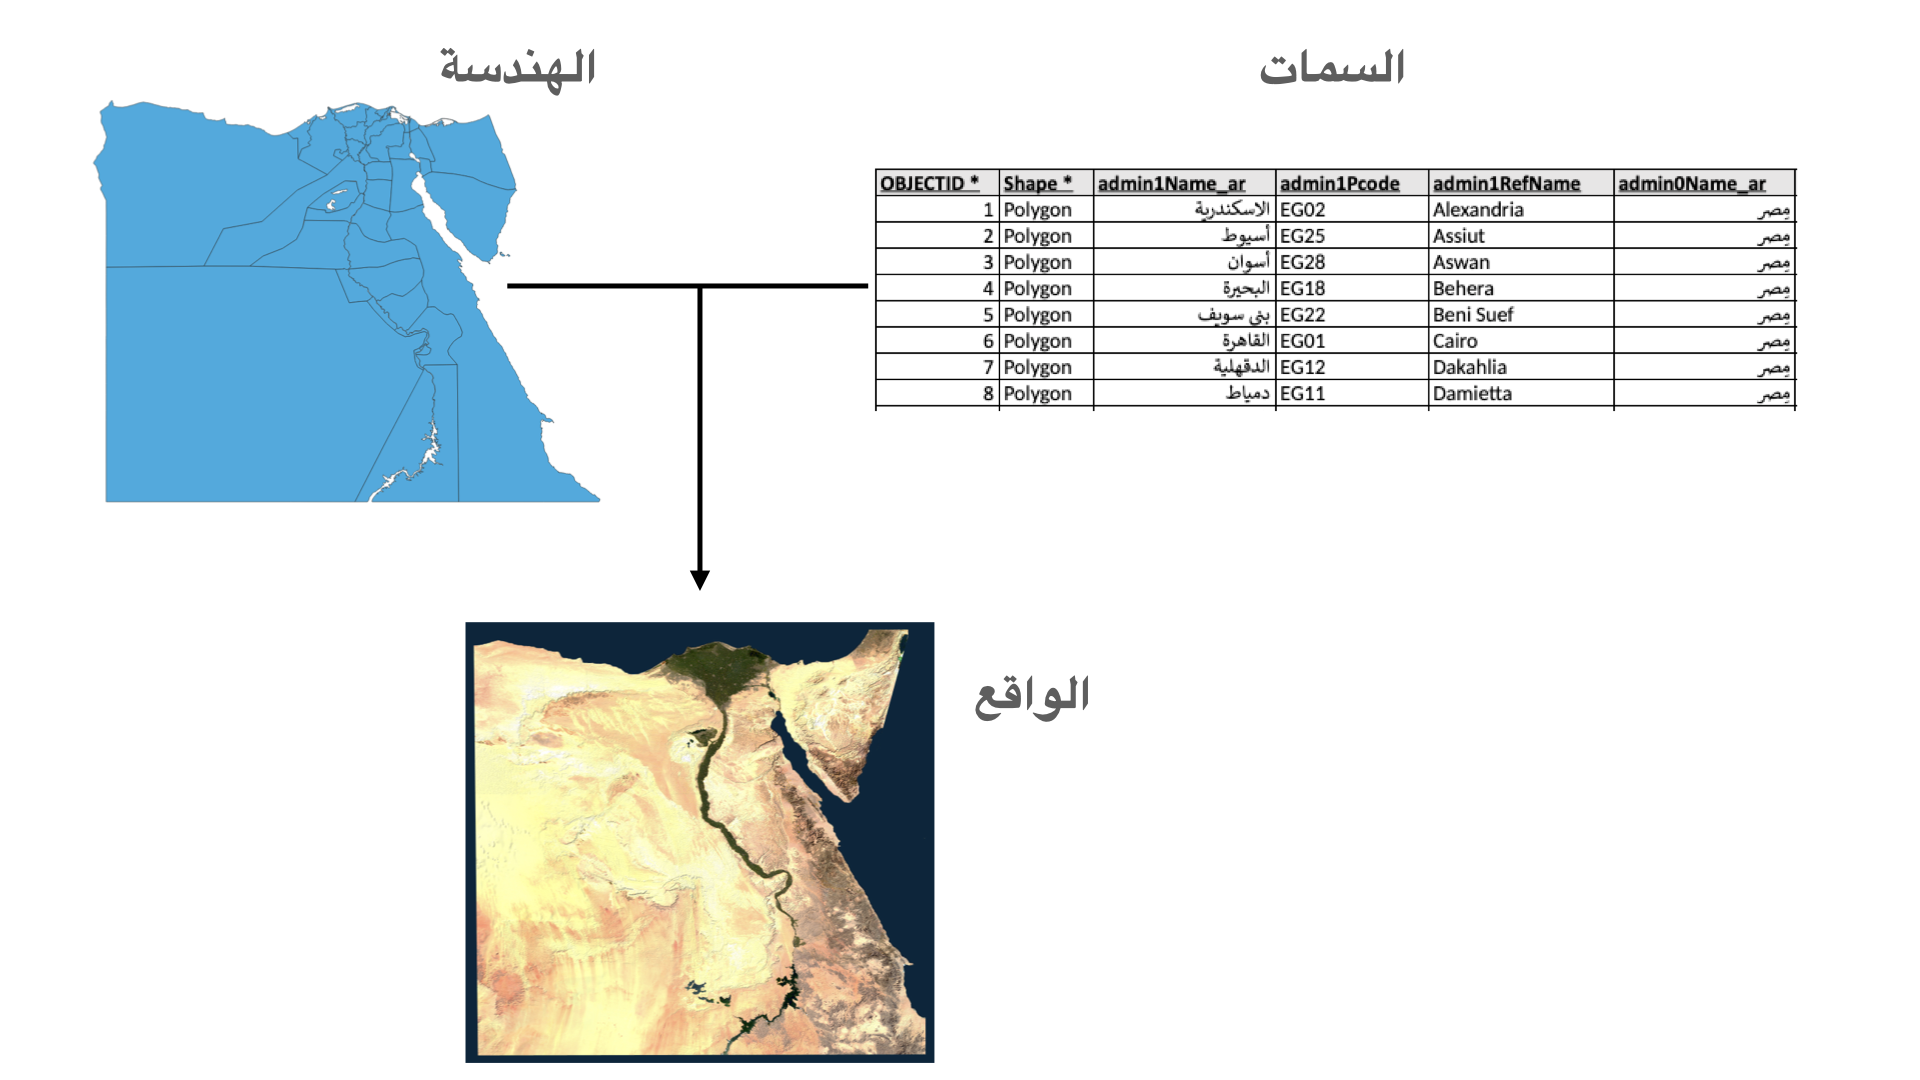 الهندسة
السمات
OBJECTID * Shape * admin1Name_ar admin1Pcode admin1RefName admin0Name_ar
1 Polygon الاسكندرية EG02 Alexandria مِصر
2 Polygon أسيوط EG25 Assiut مِصر
3 Polygon أسوان EG28 Aswan مِصر
4 Polygon البحيرة EG18 Behera مِصر
5 Polygon بني سويف EG22 Beni Suef مِصر
6 Polygon القاهرة EG01 Cairo مِصر
7 Polygon الدقهلية EG12 Dakahlia مِصر
8 Polygon دمياط EG11 Damietta مِصر
الواقع